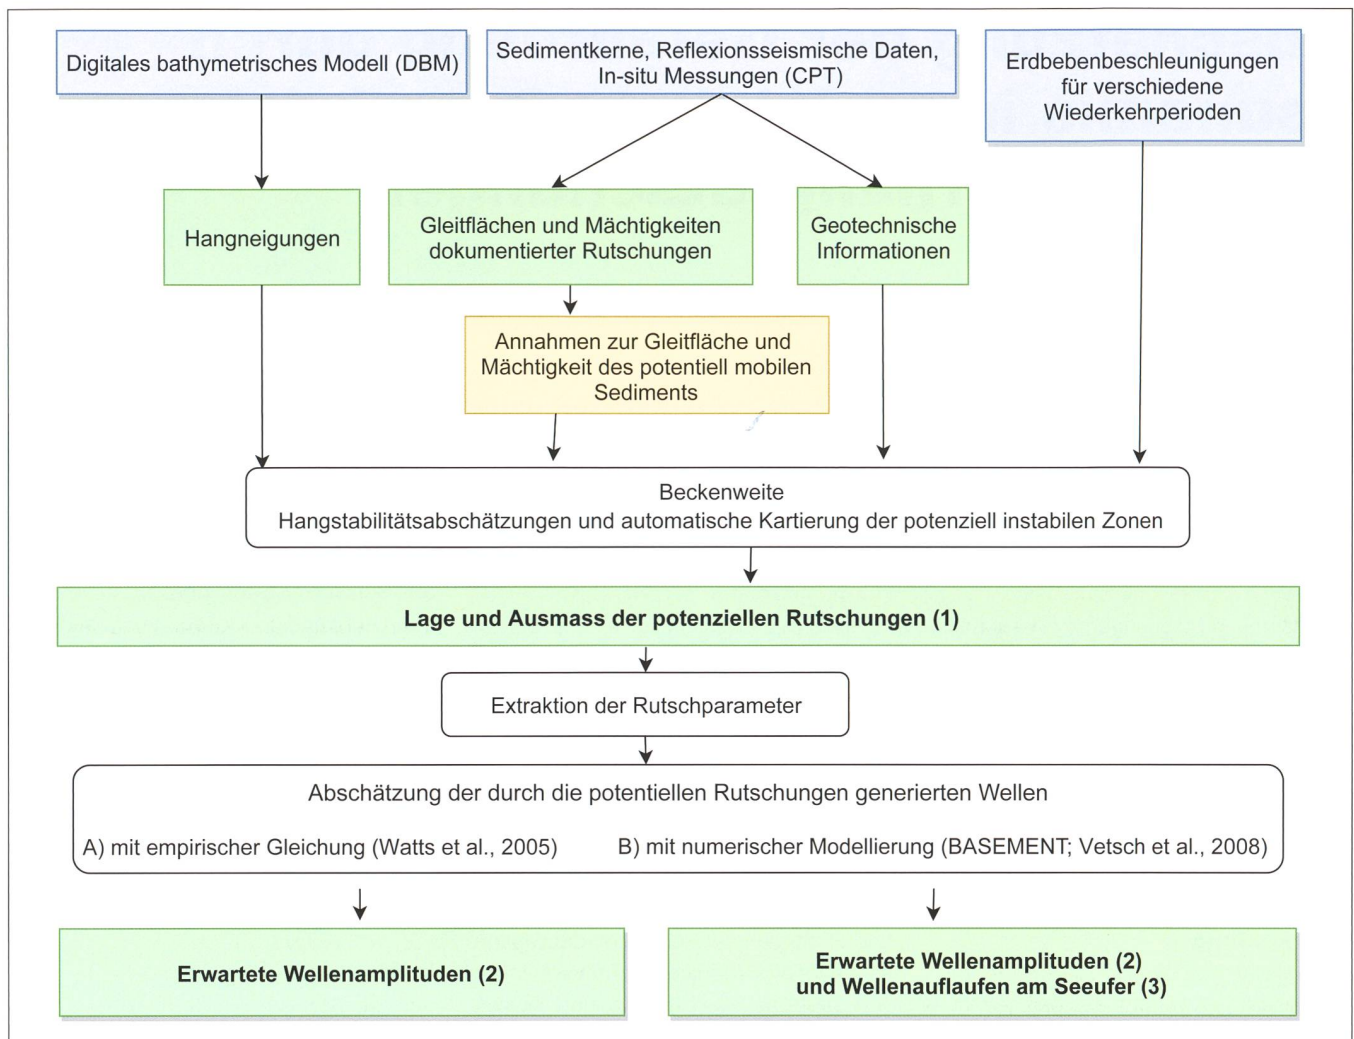 Digitales bathymetrisches Modell (DBM)
Sedimentkerne, Reflexionsseismische Daten,
In-situ Messungen (CPT)
Erdbebenbeschleunigungen
für verschiedene
Wiederkehrperioden
Hangneigungen
Gleitflächen und Mächtigkeiten
dokumentierter Rutschungen
Geotechnische
Informationen
Annahmen zur Gleitfläche und
Mächtigkeit des potentiell mobilen
Sediments
Beckenweite
Hangstabilitätsabschätzungen und automatische Kartierung der potenziell instabilen Zonen
Lage und Ausmass der potenziellen Rutschungen (1)
Extraktion der Rutschparameter
Abschätzung der durch die potentiellen Rutschungen generierten Wellen
A) mit empirischer Gleichung (Watts et al., 2005)
B) mit numerischer Modellierung (BASEMENT; Vetsch et al., 2008)
Erwartete Wellenamplituden (2)
Erwartete Wellenamplituden (2)
und Wellenauflaufen am Seeufer (3)